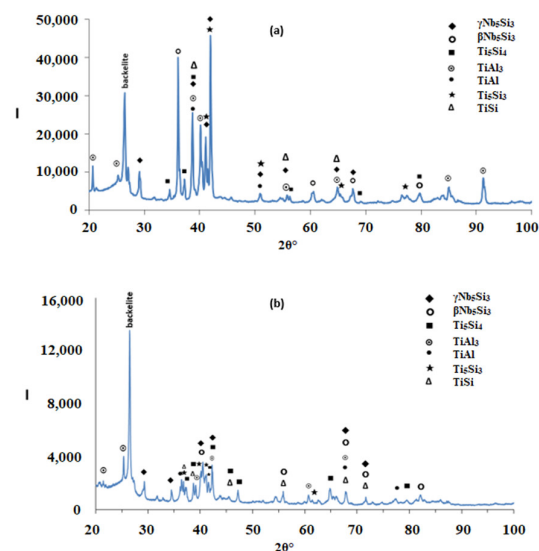 (a)
50,000
40,000
30,000
20,000
10,000
0
I
backelite
γNb₅Si₃
βNb₅Si₃
Ti₅Si₄
TiAl₃
TiAl
Ti₅Si₃
TiSi
20 30 40 50 60 70 80 90 100
2θ°
(b)
16,000
12,000
8,000
4,000
0
I
backelite
γNb₅Si₃
βNb₅Si₃
Ti₅Si₄
TiAl₃
TiAl
Ti₅Si₃
TiSi
20 30 40 50 60 70 80 90 100
2θ°